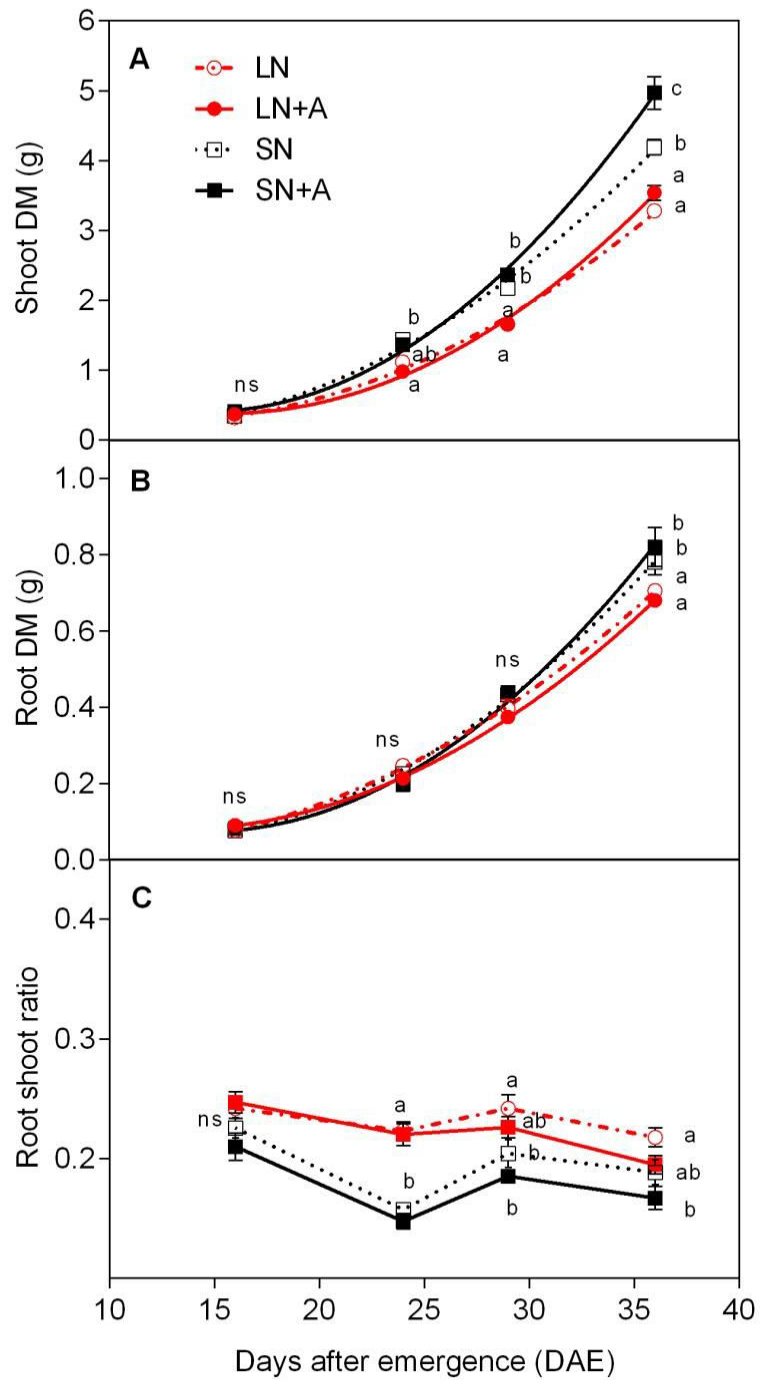 6
A
LN
5
c
LN+A
SN
b
4
SN+A
a
a
Shoot DM (g)
3
b
b
2
b
a
ab
a
1
ns
a
0
1.0
B
b
0.8
b
a
a
Root DM (g)
0.6
ns
0.4
ns
0.2
ns
0.0
C
0.4
Root shoot ratio
0.3
a
a
ns
ab
a
b
0.2
b
ab
b
b
10 15 20 25 30 35 40
Days after emergence (DAE)